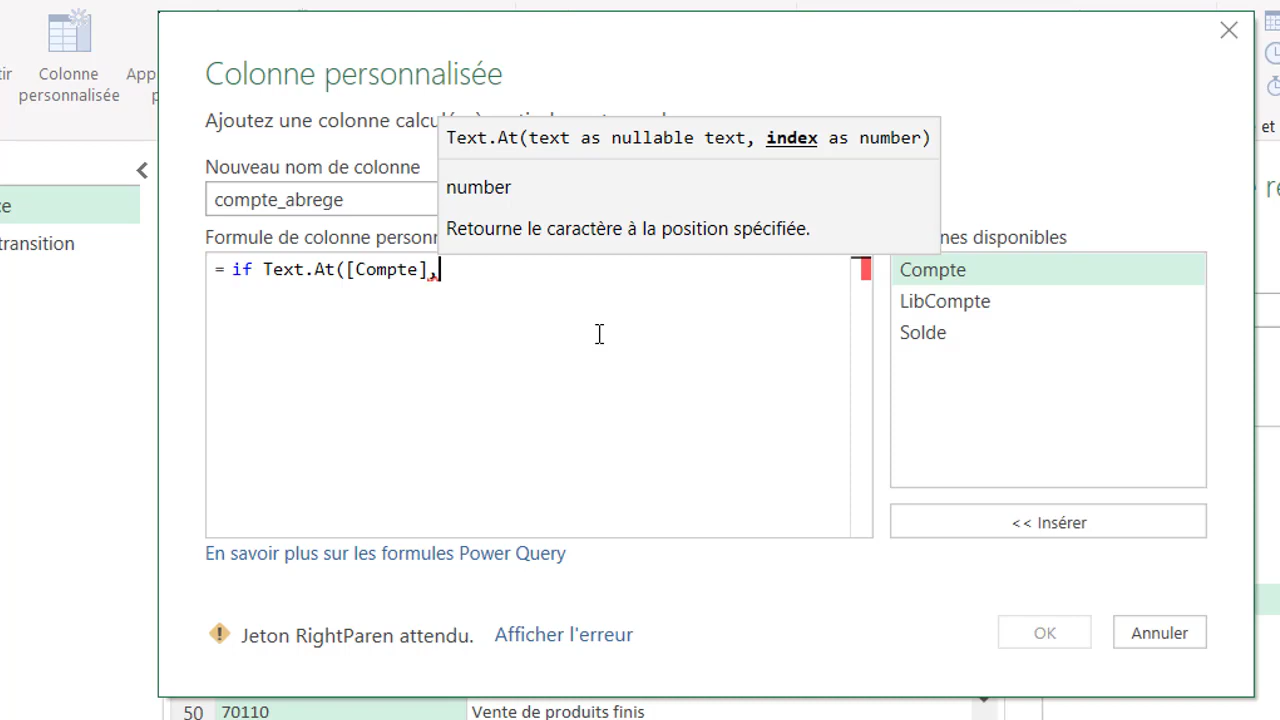 Colonne personnalisée
Colonne
personnalisée
App
Ajoutez une colonne
Text.At(text as nullable text, index as number)
number
Retourne le caractère à la position spécifiée.
Nouveau nom de colonne
compte_abrege
Formule de colonne
= if Text.At([Compte],
disponibles
Compte
LibCompte
Solde
<< Insérer
transition
et
En savoir plus sur les formules Power Query
Jeton RightParen attendu. Afficher l'erreur
OK
Annuler
50 70110 Vente de produits finis